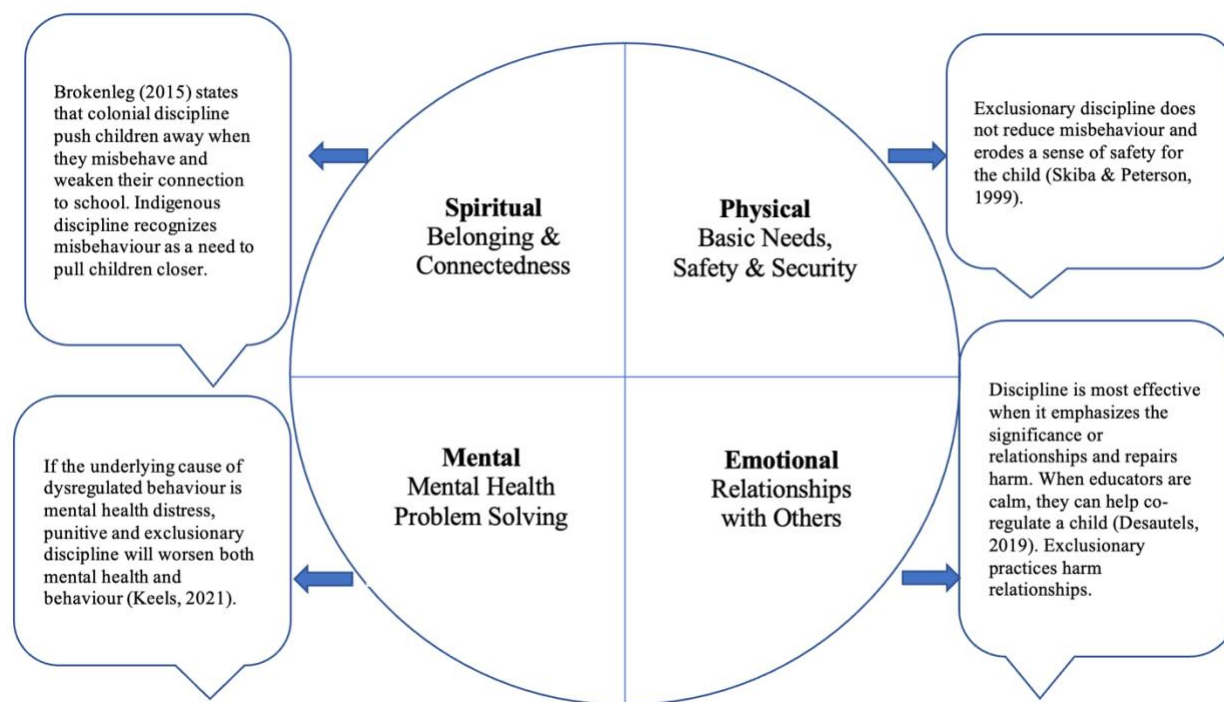 Brokenleg (2015) states
that colonial discipline
push children away when
they misbehave and
weaken their connection
to school. Indigenous
discipline recognizes
misbehaviour as a need to
pull children closer.
Spiritual
Belonging &
Connectedness
Physical
Basic Needs,
Safety & Security
Exclusionary discipline does
not reduce misbehaviour and
erodes a sense of safety for
the child (Skiba & Peterson,
1999).
If the underlying cause of
dysregulated behaviour is
mental health distress,
punitive and exclusionary
discipline will worsen both
mental health and
behaviour (Keels, 2021).
Mental
Mental Health
Problem Solving
Emotional
Relationships
with Others
Discipline is most effective
when it emphasizes the
significance or
relationships and repairs
harm. When educators are
calm, they can help co-
regulate a child (Desautels,
2019). Exclusionary
practices harm
relationships.